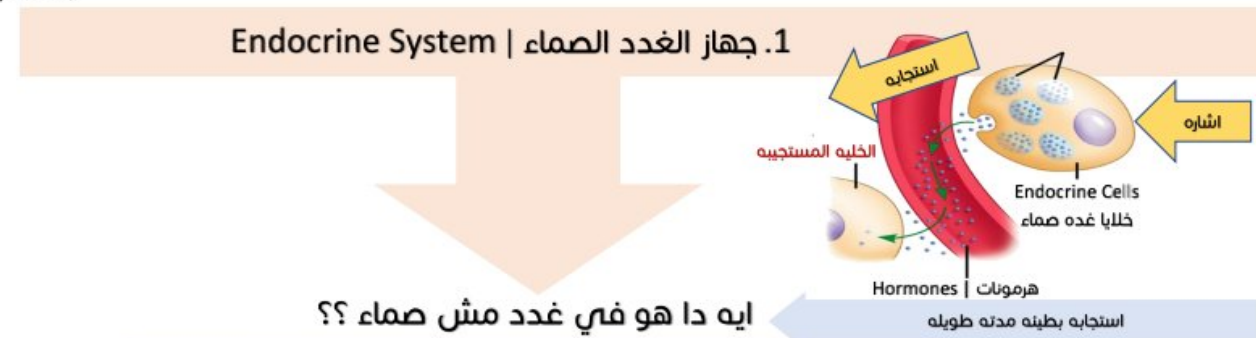 1. جهاز الغدد الصماء | Endocrine System
استجابه
اشاره
الخليه المستجيبه
Endocrine Cells
خلايا غده صماء
Hormones | هرمونات
ايه دا هو في غدد مش صماء ؟؟
استجابه بطيئه مدته طويله